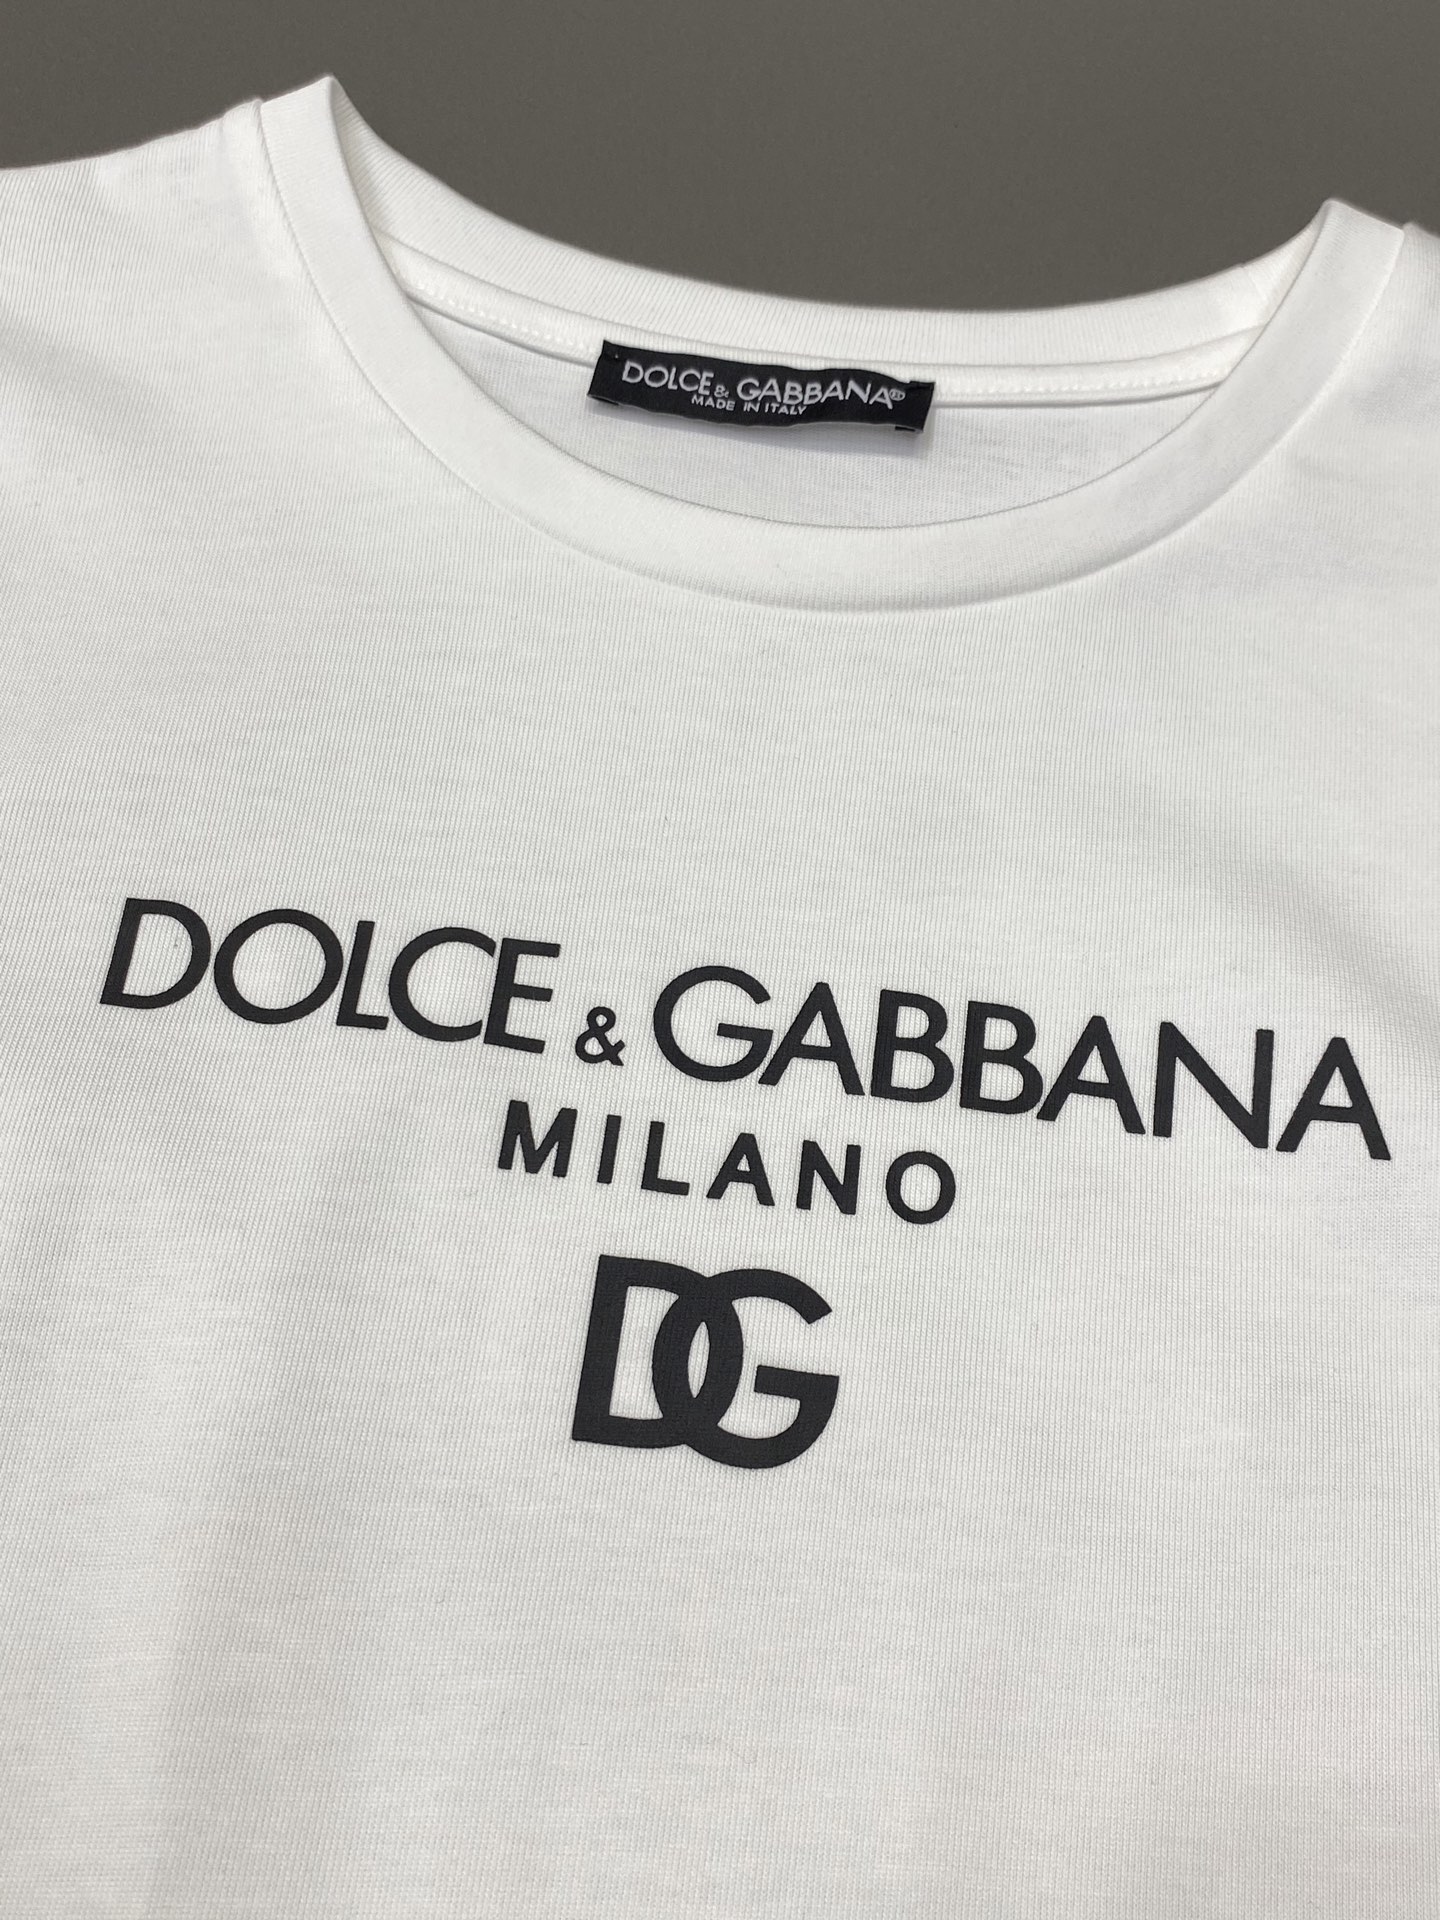 DOLCE & GABBANA®
MADE IN ITALY
DOLCE & GABBANA
MILANO
DG